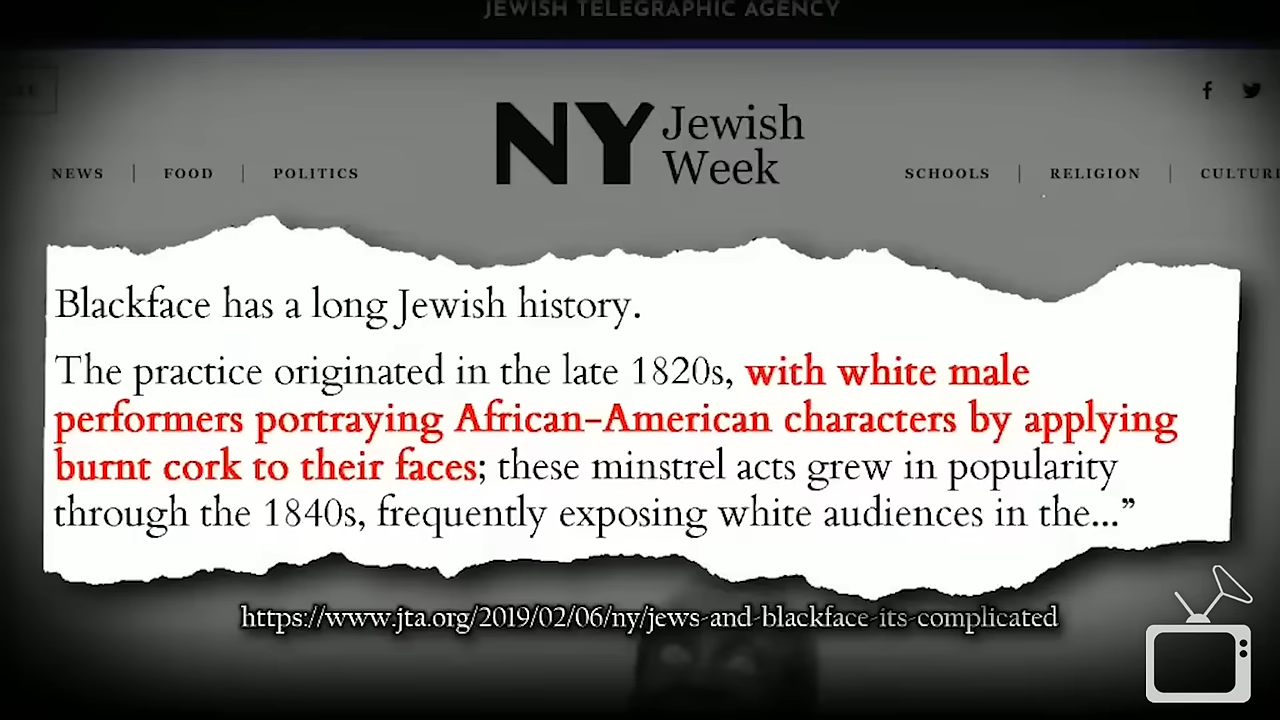 JEWISH TELEGRAPHIC AGENCY
NY Jewish
Week
NEWS | FOOD | POLITICS
SCHOOLS | RELIGION | CULTUR
Blackface has a long Jewish history.
The practice originated in the late 1820s, with white male
performers portraying African-American characters by applying
burnt cork to their faces; these minstrel acts grew in popularity
through the 1840s, frequently exposing white audiences in the...”
https://www.jta.org/2019/02/06/ny/jews-and-blackface-its-complicated